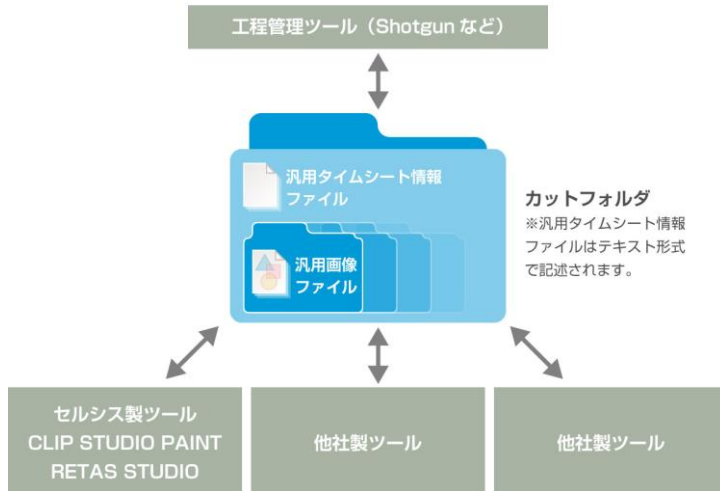 工程管理ツール（Shotgun など）
汎用タイムシート情報
ファイル
汎用画像
ファイル
カットフォルダ
※汎用タイムシート情報
ファイルはテキスト形式
で記述されます。
セルシス製ツール
CLIP STUDIO PAINT
RETAS STUDIO
他社製ツール
他社製ツール